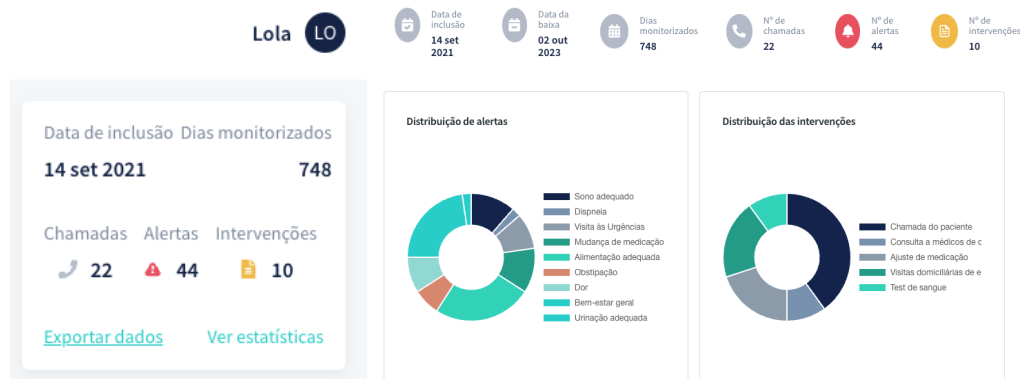 Lola
LO
Data de inclusão
Dias monitorizados
14 set 2021
748
Chamadas
Alertas
Intervenções
22
44
10
Exportar dados
Ver estatísticas
Data de
inclusão
14 set
2021
Data da
baixa
02 out
2023
Dias
monitorizados
748
Nº de
chamadas
22
Nº de
alertas
44
Nº de
intervenções
10
Distribuição de alertas
Sono adequado
Dispneia
Visita às Urgências
Mudança de medicação
Alimentação adequada
Obstipação
Dor
Bem-estar geral
Urinação adequada
Distribuição das intervenções
Chamada do paciente
Consulta a médicos de c
Ajuste de medicação
Visitas domiciliárias de e
Test de sangue